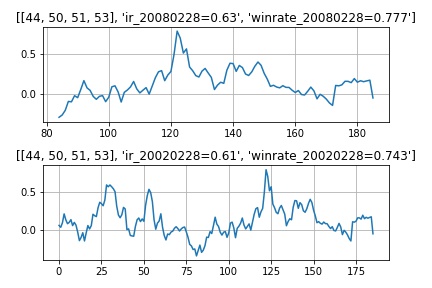 [[44, 50, 51, 53], 'ir_20080228=0.63', 'winrate_20080228=0.777']
0.5
0.0
80 100 120 140 160 180
[[44, 50, 51, 53], 'ir_20020228=0.61', 'winrate_20020228=0.743']
0.5
0.0
0 25 50 75 100 125 150 175